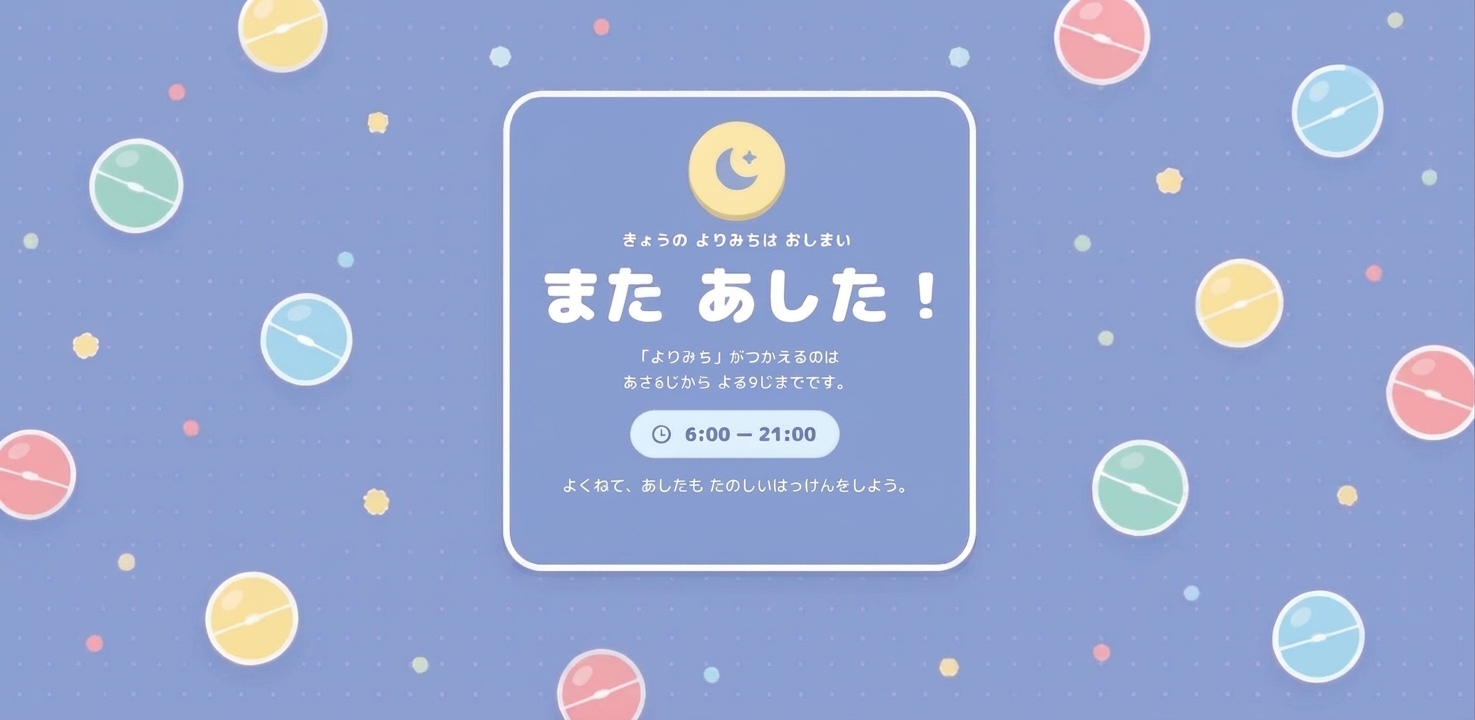 きょうの よりみちは おしまい
また あした！
「よりみち」がつかえるのは
あさ6じから よる9じまでです。
6:00 — 21:00
よくねて、あしたも たのしいはっけんをしよう。